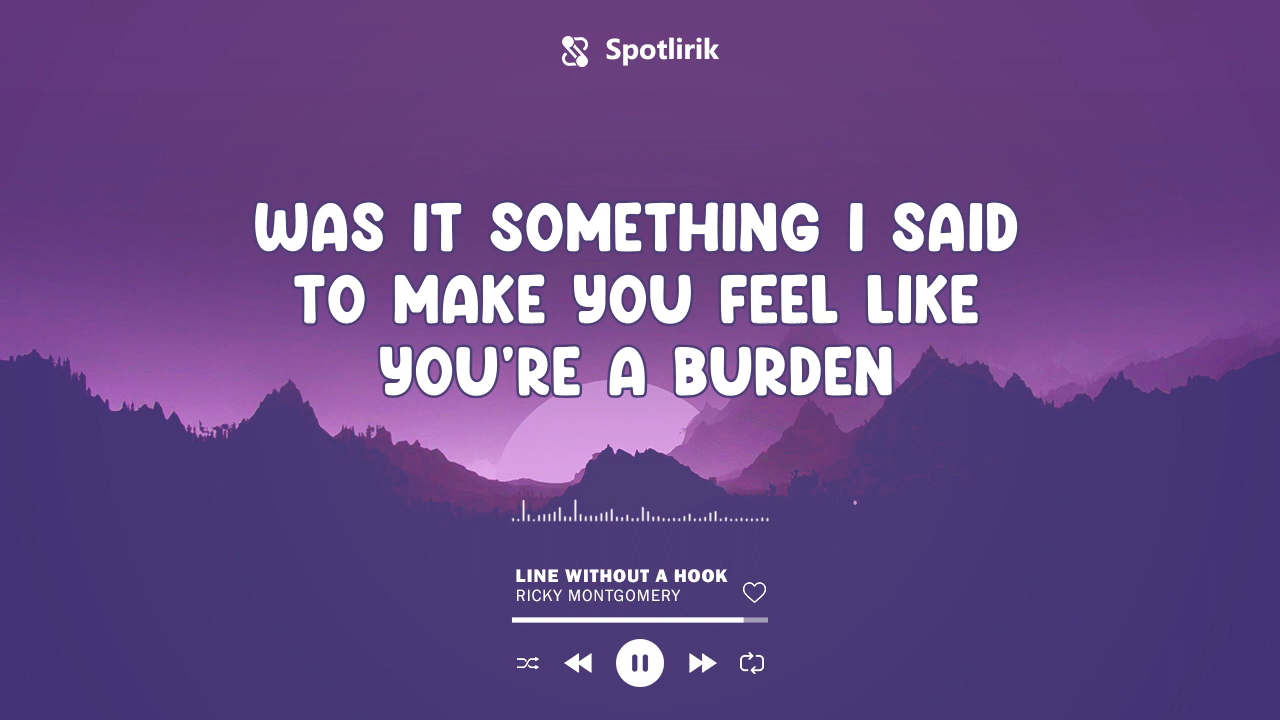 Spotlirik
WAS IT SOMETHING I SAID
TO MAKE YOU FEEL LIKE
YOU'RE A BURDEN
LINE WITHOUT A HOOK
RICKY MONTGOMERY